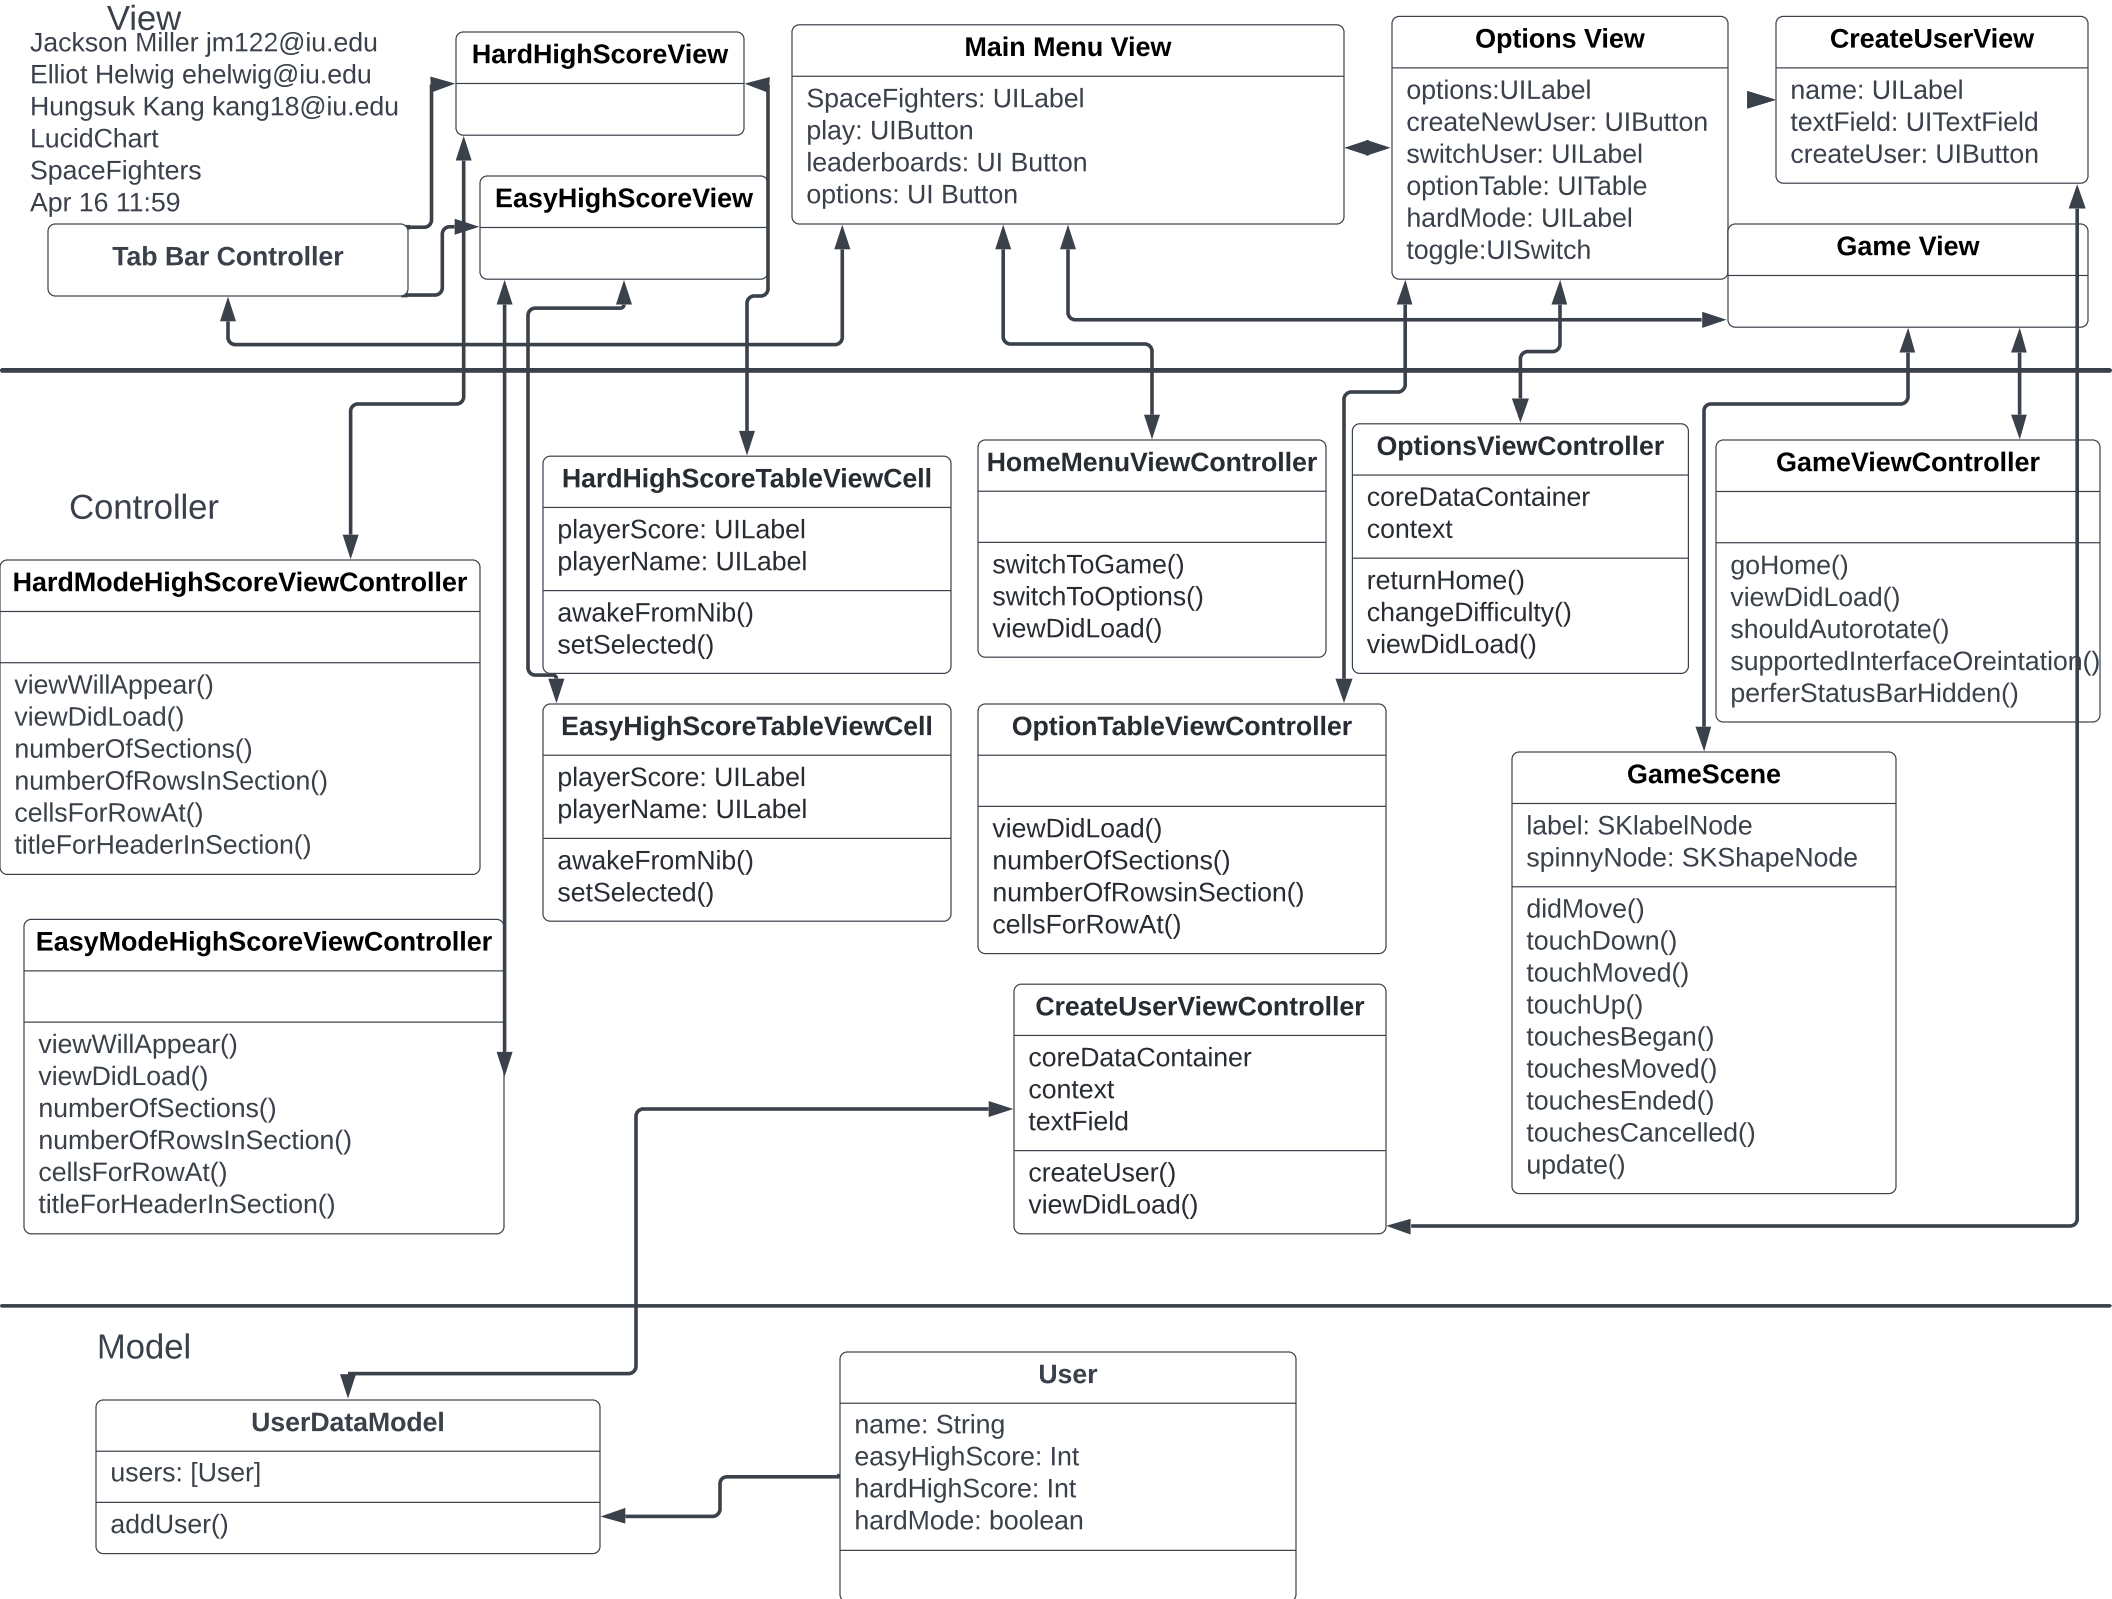 View
Jackson Miller jm122@iu.edu
Elliot Helwig ehelwig@iu.edu
Hungsuk Kang kang18@iu.edu
LucidChart
SpaceFighters
Apr 16 11:59
Tab Bar Controller
HardHighScoreView
EasyHighScoreView
Main Menu View
SpaceFighters: UILabel
play: UIButton
leaderboards: UI Button
options: UI Button
Options View
options:UILabel
createNewUser: UIButton
switchUser: UILabel
optionTable: UITable
hardMode: UILabel
toggle:UISwitch
CreateUserView
name: UILabel
textField: UITextField
createUser: UIButton
Game View
Controller
HardModeHighScoreViewController
viewWillAppear()
viewDidLoad()
numberOfSections()
numberOfRowsInSection()
cellsForRowAt()
titleForHeaderInSection()
EasyModeHighScoreViewController
viewWillAppear()
viewDidLoad()
numberOfSections()
numberOfRowsInSection()
cellsForRowAt()
titleForHeaderInSection()
HardHighScoreTableViewCell
playerScore: UILabel
playerName: UILabel
awakeFromNib()
setSelected()
EasyHighScoreTableViewCell
playerScore: UILabel
playerName: UILabel
awakeFromNib()
setSelected()
HomeMenuViewController
switchToGame()
switchToOptions()
viewDidLoad()
OptionTableViewController
viewDidLoad()
numberOfSections()
numberOfRowsinSection()
cellsForRowAt()
CreateUserViewController
coreDataContainer
context
textField
createUser()
viewDidLoad()
OptionsViewController
coreDataContainer
context
returnHome()
changeDifficulty()
viewDidLoad()
GameViewController
goHome()
viewDidLoad()
shouldAutorotate()
supportedInterfaceOreintation()
perferStatusBarHidden()
GameScene
label: SKlabelNode
spinnyNode: SKShapeNode
didMove()
touchDown()
touchMoved()
touchUp()
touchesBegan()
touchesMoved()
touchesEnded()
touchesCancelled()
update()
Model
UserDataModel
users: [User]
addUser()
User
name: String
easyHighScore: Int
hardHighScore: Int
hardMode: boolean